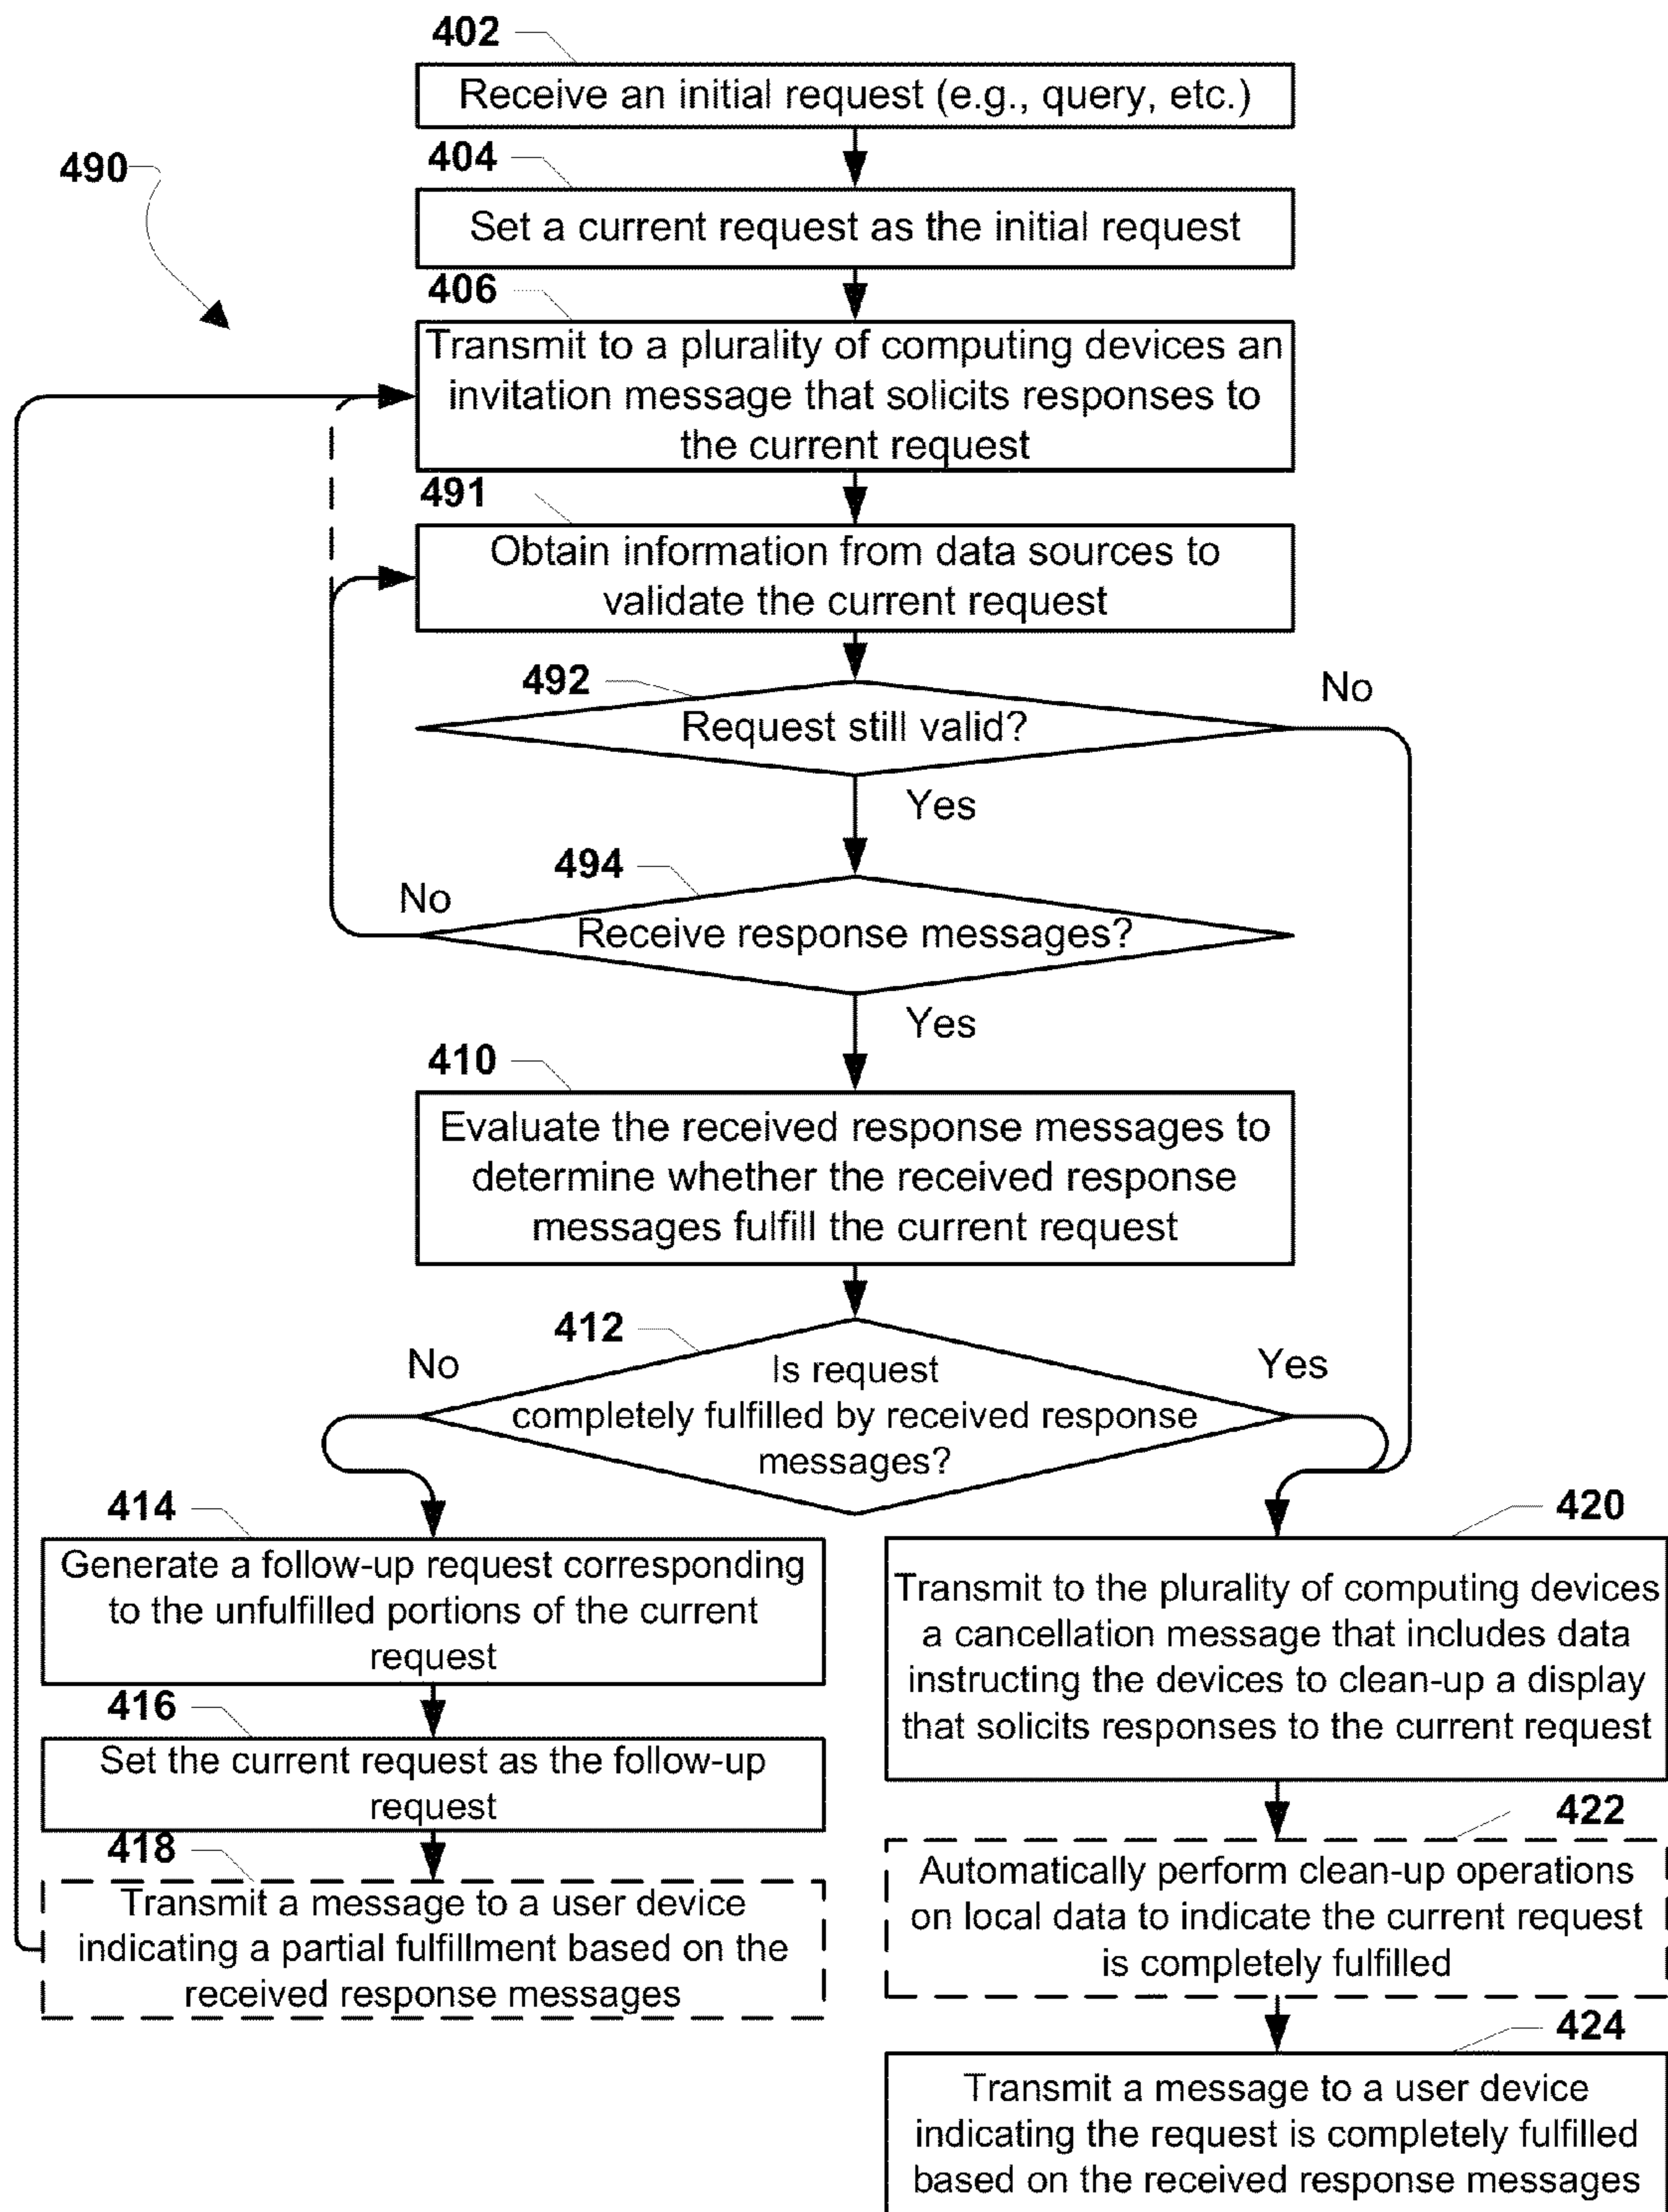 402
Receive an initial request (e.g., query, etc.)
490
404
Set a current request as the initial request
406
Transmit to a plurality of computing devices an
invitation message that solicits responses to
the current request
491
Obtain information from data sources to
validate the current request
492
No
Request still valid?
Yes
494
No
Receive response messages?
Yes
410
Evaluate the received response messages to
determine whether the received response
messages fulfill the current request
412
No
Yes
Is request
completely fulfilled by received response
messages?
414
Generate a follow-up request corresponding
to the unfulfilled portions of the current
request
416
Set the current request as the follow-up
request
418
Transmit a message to a user device
indicating a partial fulfillment based on the
received response messages
420
Transmit to the plurality of computing devices
a cancellation message that includes data
instructing the devices to clean-up a display
that solicits responses to the current request
422
Automatically perform clean-up operations
on local data to indicate the current request
is completely fulfilled
424
Transmit a message to a user device
indicating the request is completely fulfilled
based on the received response messages